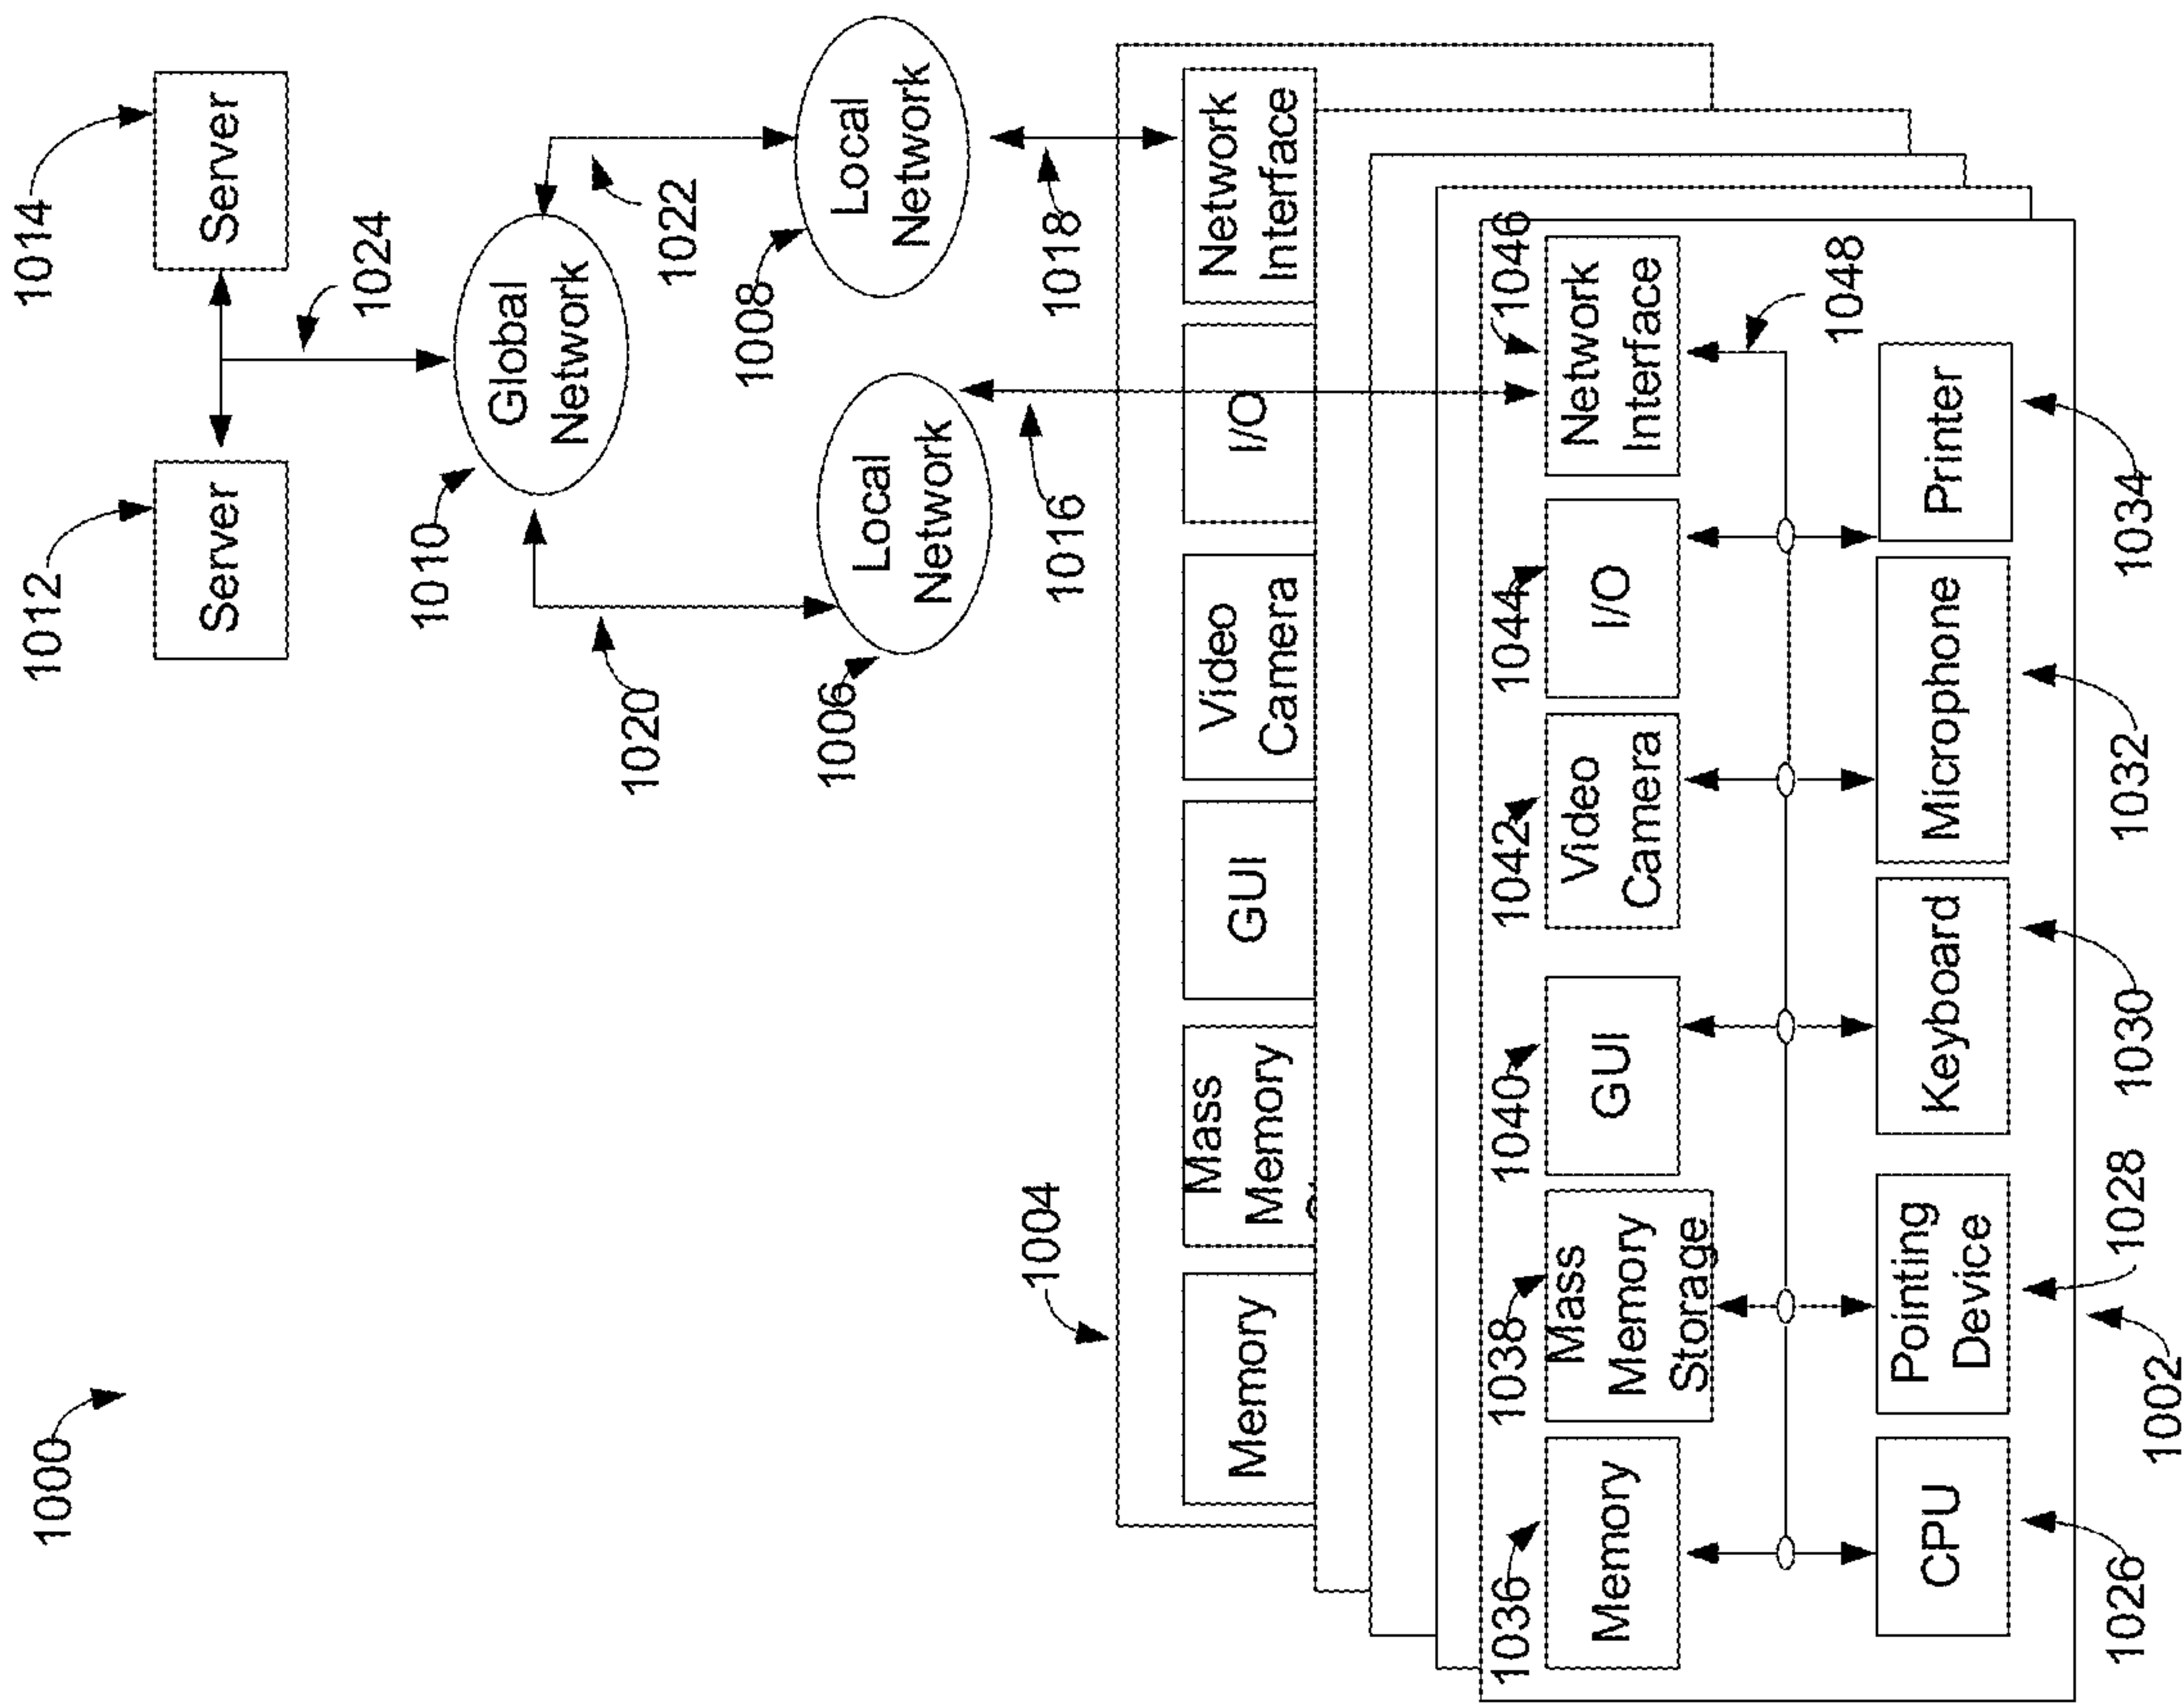 1000
1012
Server
1014
Server
1024
1010
Global
Network
1020
1022
1006
Local
Network
1008
Local
Network
1016
1018
1004
Memory
Mass
Memory
GUI
Video
Camera
I/O
Network
Interface
1036
Memory
1038
Mass
Memory
Storage
1040
GUI
1042
Video
Camera
1044
I/O
1046
Network
Interface
1048
CPU
Pointing
Device
Keyboard
Microphone
Printer
1026
1002
1028
1030
1032
1034